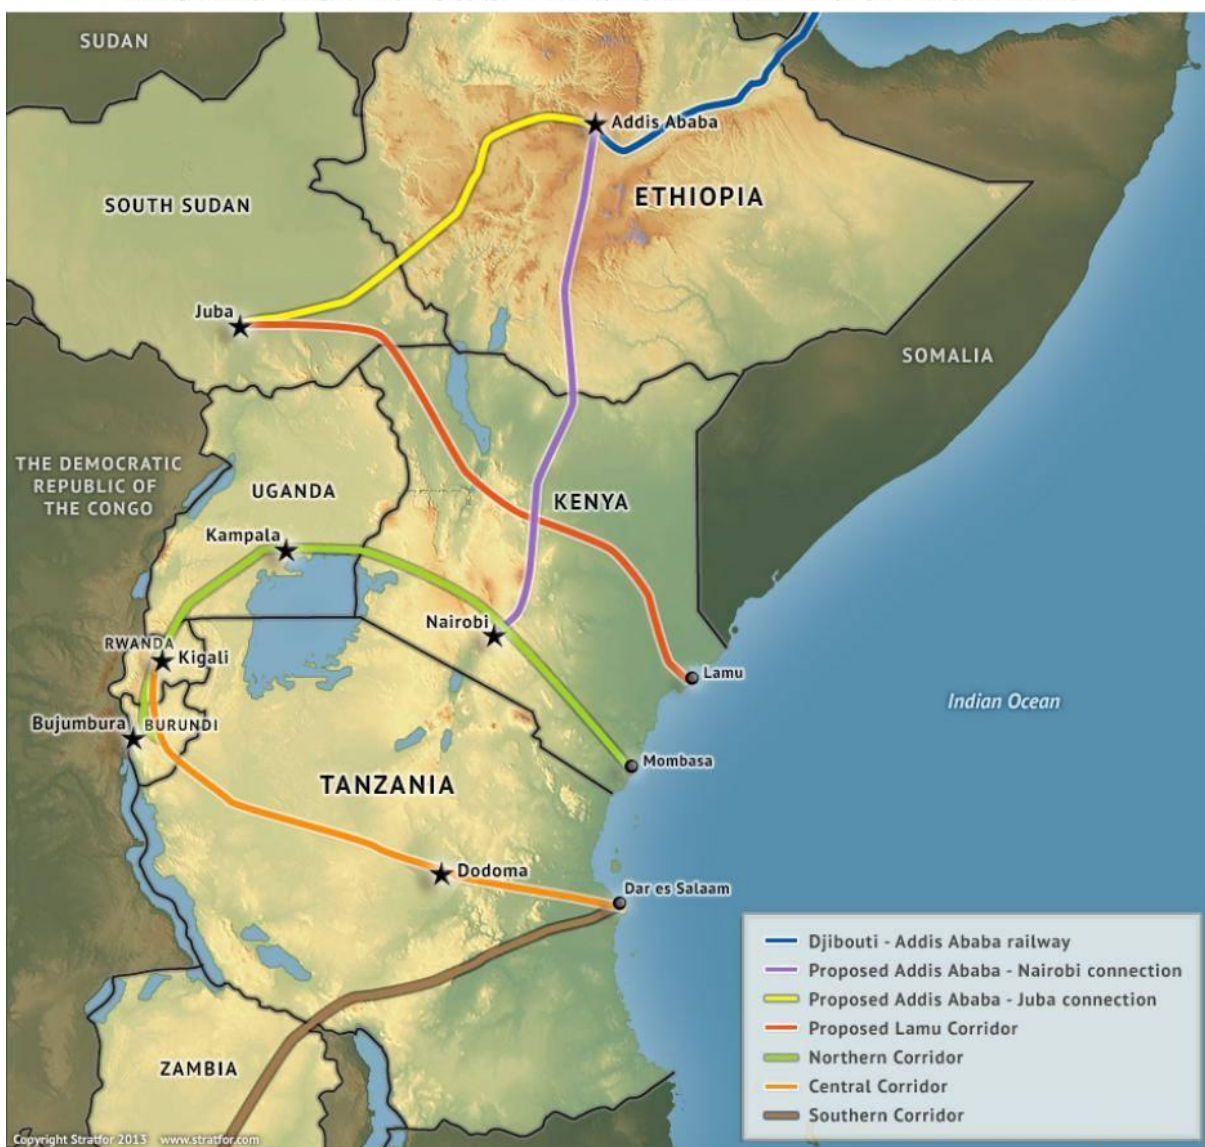 SUDAN
Addis Ababa
ETHIOPIA
SOUTH SUDAN
Juba
SOMALIA
THE DEMOCRATIC
REPUBLIC OF
THE CONGO
UGANDA
KENYA
Kampala
Nairobi
RWANDA
Kigali
Lamu
Indian Ocean
Bujumbura
BURUNDI
Mombasa
TANZANIA
Dodoma
Dar es Salaam
Djibouti - Addis Ababa railway
Proposed Addis Ababa - Nairobi connection
Proposed Addis Ababa - Juba connection
Proposed Lamu Corridor
Northern Corridor
Central Corridor
Southern Corridor
ZAMBIA
Copyright Stratfor 2013 www.stratfor.com